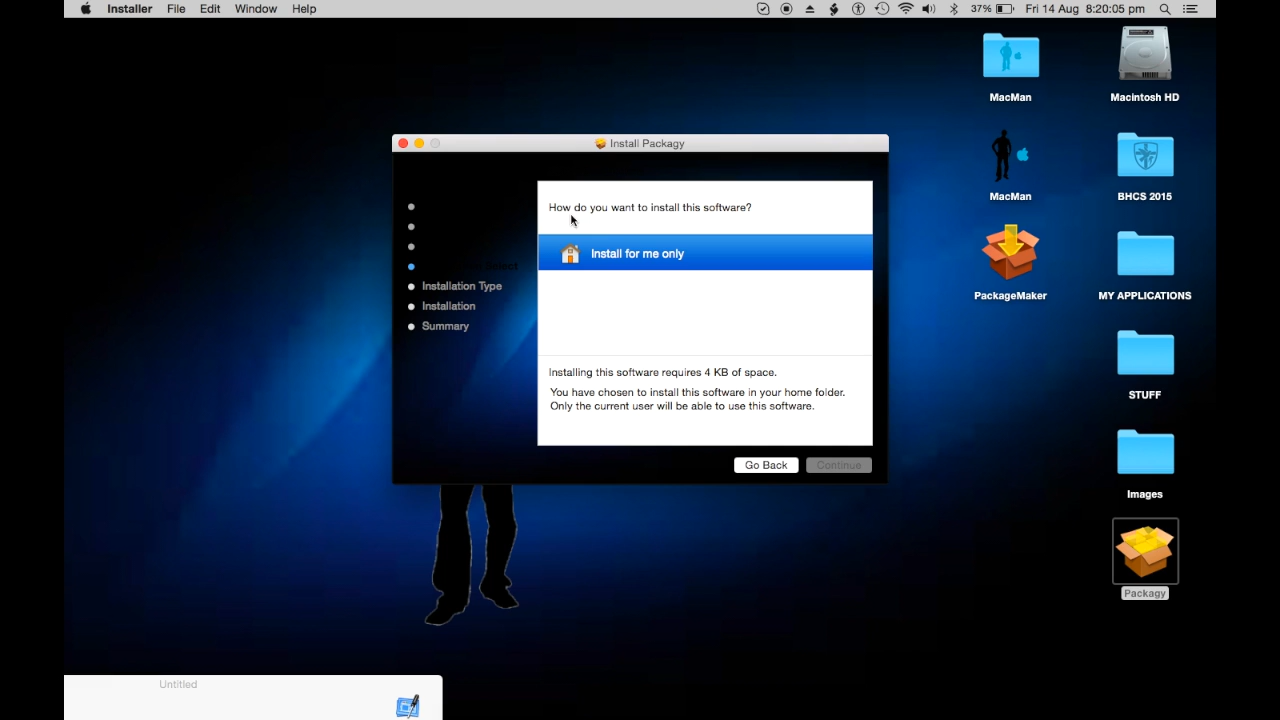 Installer File Edit Window Help 37% Fri 14 Aug 8:20:05 pm
Install Packagy
MacMan
Macintosh HD
MacMan
BHCS 2015
PackageMaker
MY APPLICATIONS
STUFF
Images
Packagy
Select
Installation Type
Installation
Summary
How do you want to install this software?
Install for me only
Installing this software requires 4 KB of space.
You have chosen to install this software in your home folder.
Only the current user will be able to use this software.
Go Back
Continue
Untitled